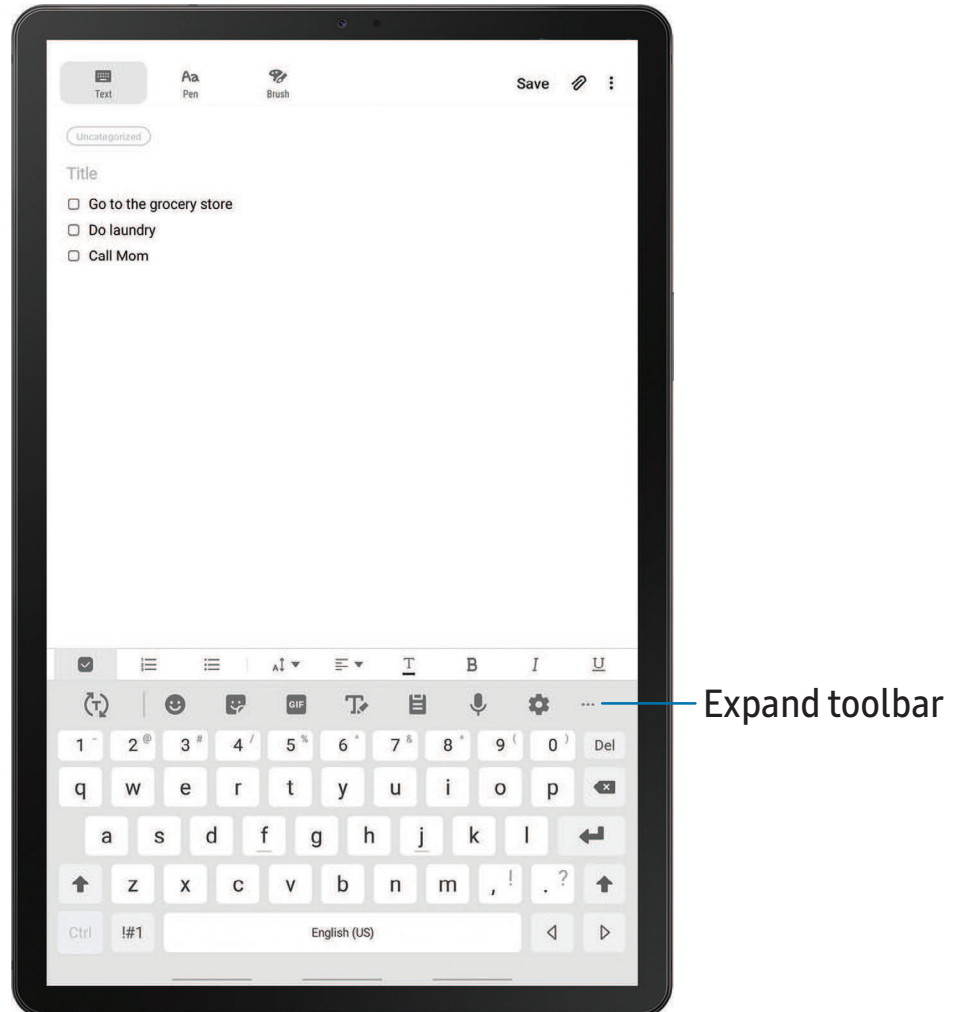 Aa
Save
Text
Pen
Brush
Uncategorized
Title
Go to the grocery store
Do laundry
Call Mom
A T B I U
T GIF T ... Expand toolbar
1 - 2 @ 3 # 4 / 5 % 6 ^ 7 & 8 * 9 ( 0 ) Del
q w e r t y u i o p
a s d f g h j k l
z x c v b n m , ! . ?
Ctrl !#1 English (US)